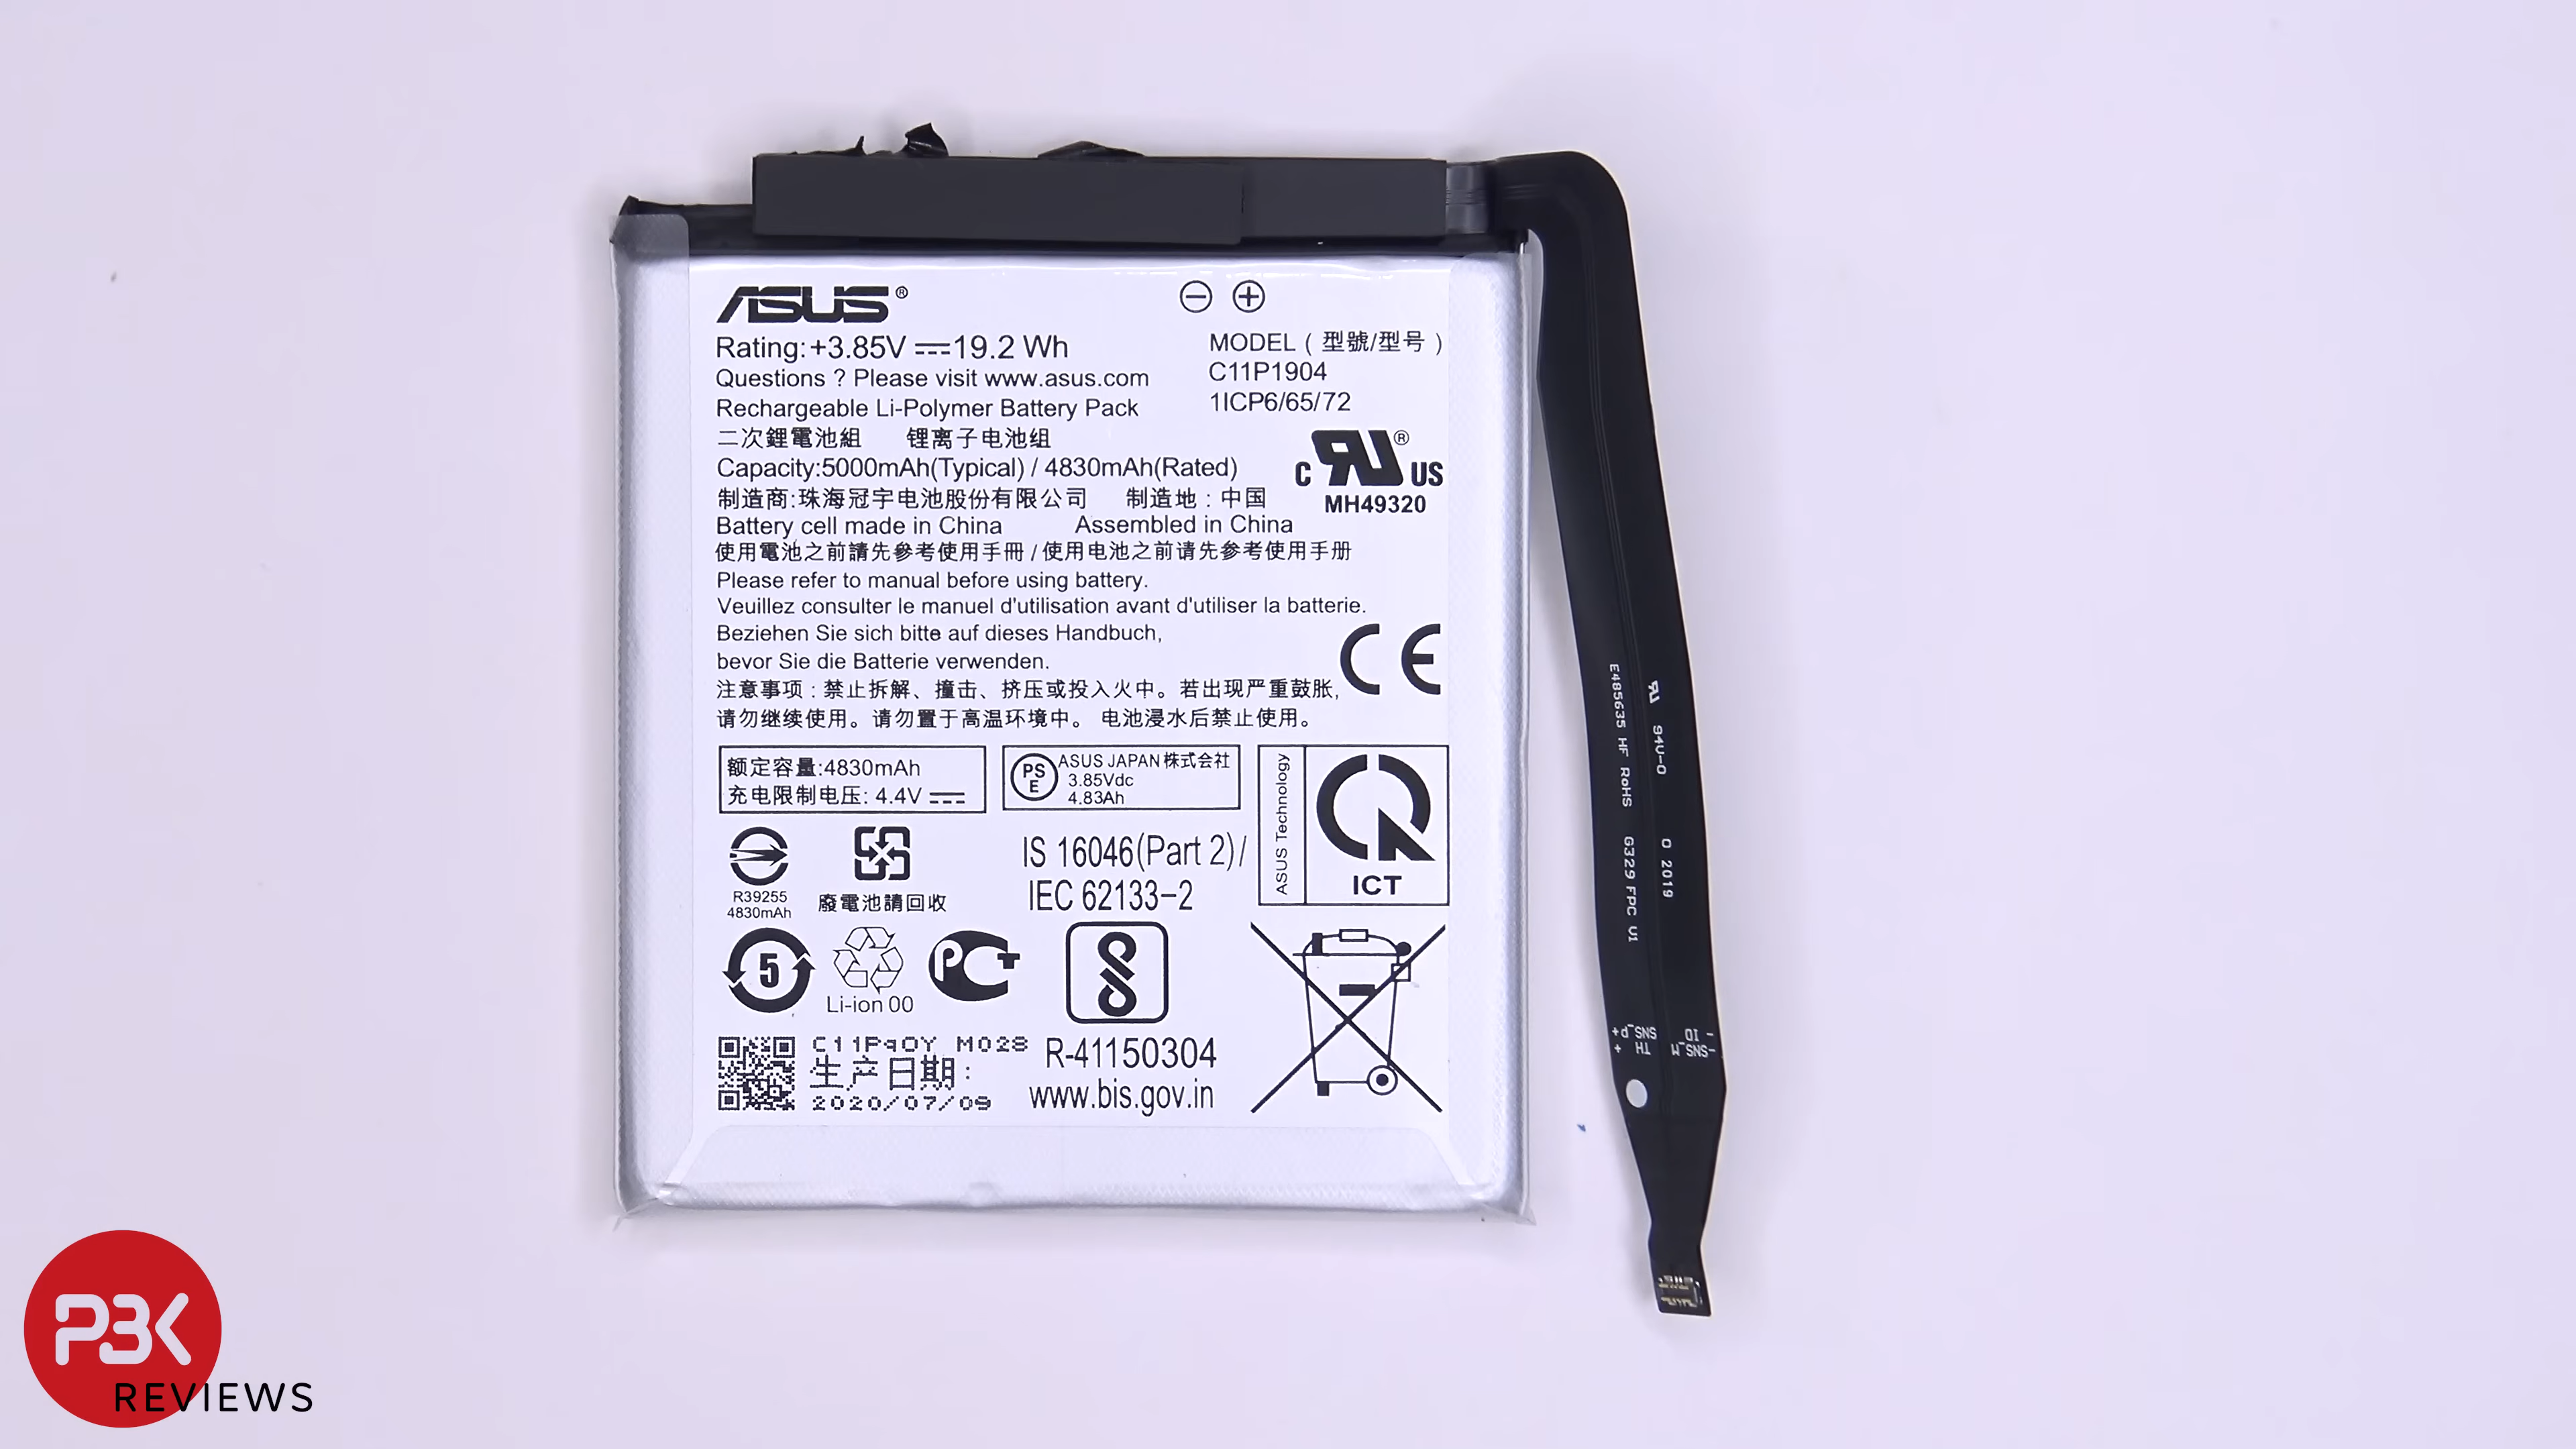 ASUS®
Rating:+3.85V 19.2 Wh
Questions ? Please visit www.asus.com
Rechargeable Li-Polymer Battery Pack
MODEL ( 型號/型号 )
C11P1904
1ICP6/65/72
二次鋰電池組 锂离子电池组
Capacity:5000mAh(Typical) / 4830mAh(Rated)
C RU® US
MH49320
制造商:珠海冠宇电池股份有限公司 制造地 : 中国
Battery cell made in China Assembled in China
使用電池之前請先參考使用手冊 / 使用电池之前请先参考使用手册
Please refer to manual before using battery.
Veuillez consulter le manuel d'utilisation avant d'utiliser la batterie.
Beziehen Sie sich bitte auf dieses Handbuch,
bevor Sie die Batterie verwenden.
CE
注意事项 : 禁止拆解、撞击、挤压或投入火中。若出现严重鼓胀,
请勿继续使用。请勿置于高温环境中。 电池浸水后禁止使用。
额定容量:4830mAh
充电限制电压: 4.4V
PS
E
ASUS JAPAN 株式会社
3.85Vdc
4.83Ah
ASUS Technology
ICT
R39255
4830mAh
廢電池請回收
IS 16046(Part 2)/
IEC 62133-2
5
Li-ion 00
PCT
C11P90Y M028
生产日期:
2020/07/09
R-41150304
www.bis.gov.in
E485635 HF RoHS G329 FPC V1
94V-0 0 2019
+ SNS_P+
+ TH
- ID
-SNS_M
P3K
REVIEWS